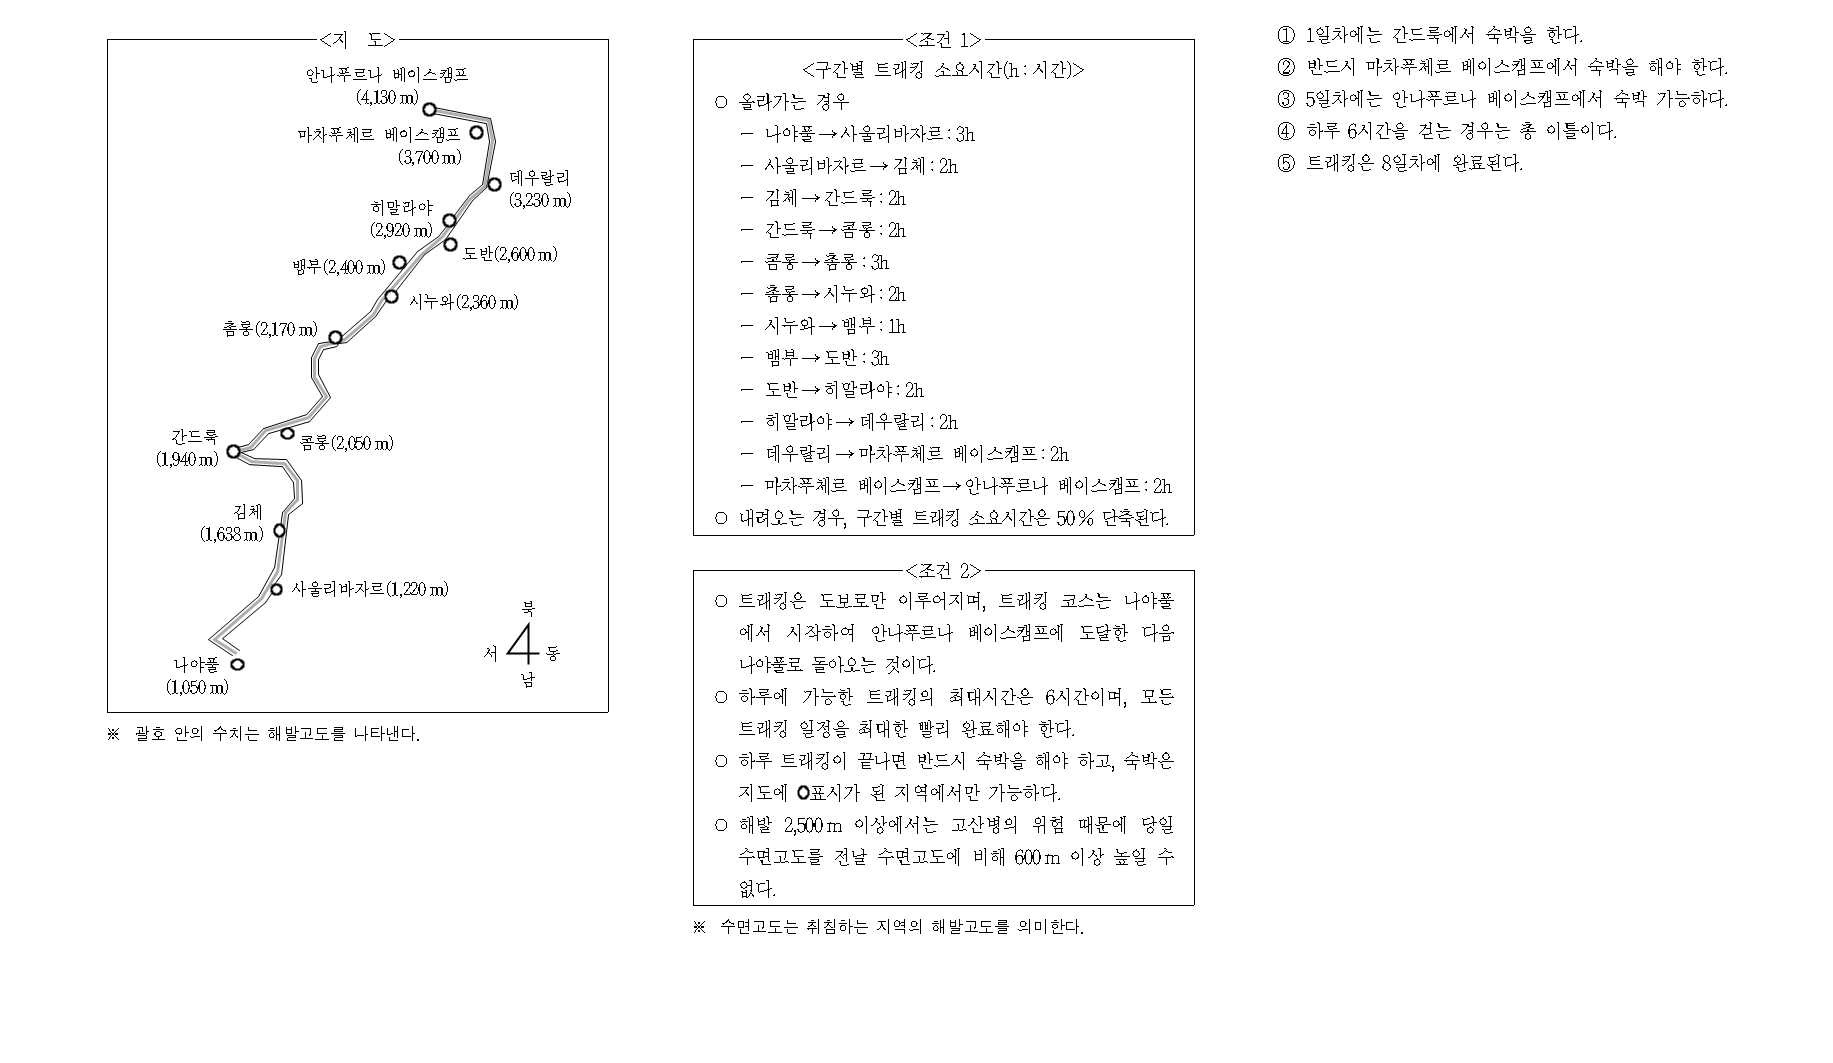 <지 도>
안나푸르나 베이스캠프
(4,130 m)
마차푸체르 베이스캠프
(3,700 m)
데우랄리
(3,230 m)
히말라야
(2,920 m)
도반(2,600 m)
뱀부(2,400 m)
시누와(2,360 m)
촘롱(2,170 m)
간드룩
(1,940 m)
콤롱(2,050 m)
김체
(1,638 m)
사울리바자르(1,220 m)
나야풀
(1,050 m)
북
서 동
남
※ 괄호 안의 수치는 해발고도를 나타낸다.
<조건 1>
<구간별 트래킹 소요시간(h : 시간)>
○ 올라가는 경우
－ 나야풀→사울리바자르 : 3h
－ 사울리바자르→김체 : 2h
－ 김체→간드룩 : 2h
－ 간드룩→콤롱 : 2h
－ 콤롱→촘롱 : 3h
－ 촘롱→시누와 : 2h
－ 시누와→뱀부 : 1h
－ 뱀부→도반 : 3h
－ 도반→히말라야 : 2h
－ 히말라야→데우랄리 : 2h
－ 데우랄리→마차푸체르 베이스캠프 : 2h
－ 마차푸체르 베이스캠프→안나푸르나 베이스캠프 : 2h
○ 내려오는 경우, 구간별 트래킹 소요시간은 50% 단축된다.
<조건 2>
○ 트래킹은 도보로만 이루어지며, 트래킹 코스는 나야풀
에서 시작하여 안나푸르나 베이스캠프에 도달한 다음
나야풀로 돌아오는 것이다.
○ 하루에 가능한 트래킹의 최대시간은 6시간이며, 모든
트래킹 일정을 최대한 빨리 완료해야 한다.
○ 하루 트래킹이 끝나면 반드시 숙박을 해야 하고, 숙박은
지도에 ○표시가 된 지역에서만 가능하다.
○ 해발 2,500 m 이상에서는 고산병의 위험 때문에 당일
수면고도를 전날 수면고도에 비해 600 m 이상 높일 수
없다.
※ 수면고도는 취침하는 지역의 해발고도를 의미한다.
① 1일차에는 간드룩에서 숙박을 한다.
② 반드시 마차푸체르 베이스캠프에서 숙박을 해야 한다.
③ 5일차에는 안나푸르나 베이스캠프에서 숙박 가능하다.
④ 하루 6시간을 걷는 경우는 총 이틀이다.
⑤ 트래킹은 8일차에 완료된다.